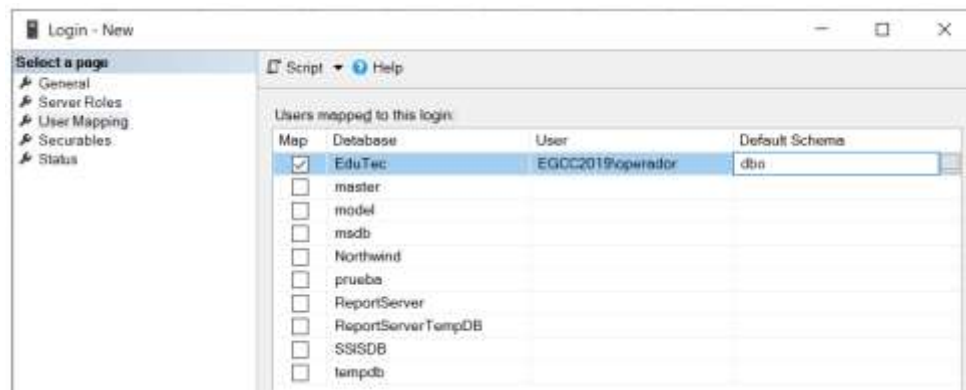 Login - New
Select a page
General
Server Roles
User Mapping
Securables
Status
Script Help
Users mapped to this login:
Map Database User Default Schema
EduTec EGCC2019\operador dbo
master
model
msdb
Northwind
prueba
ReportServer
ReportServerTempDB
SSISDB
tempdb